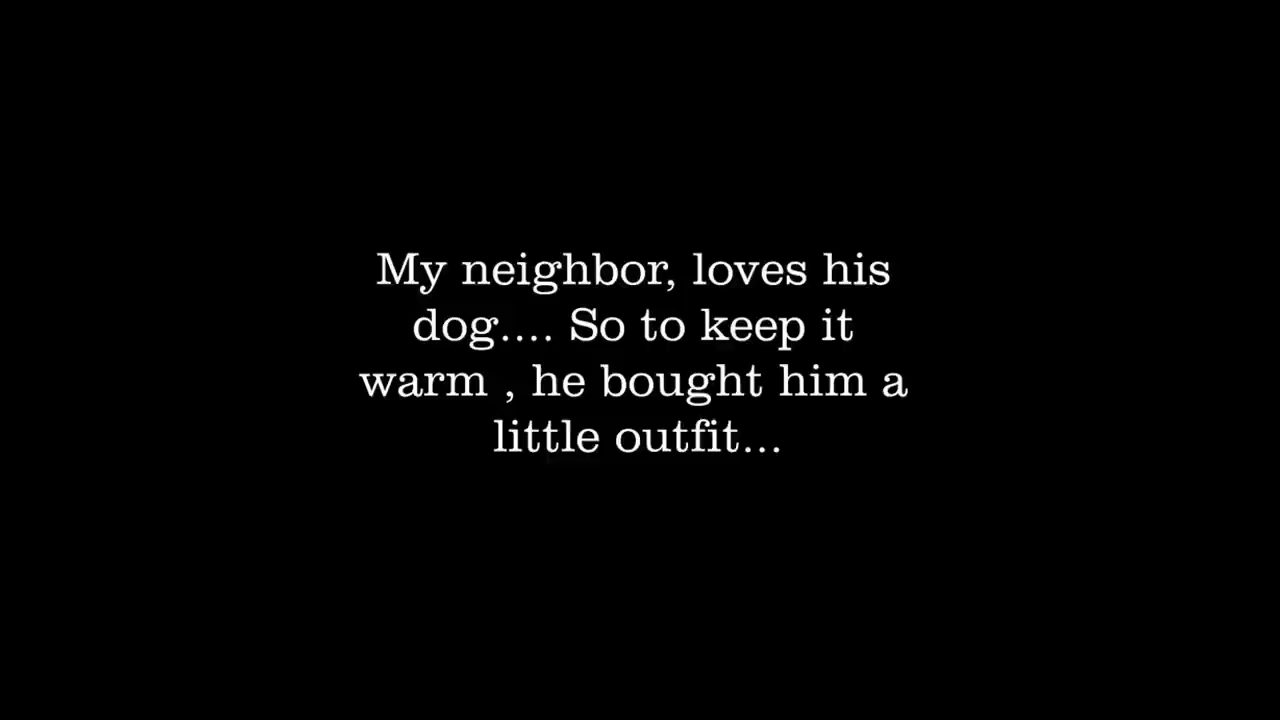 My neighbor, loves his
dog.... So to keep it
warm , he bought him a
little outfit...